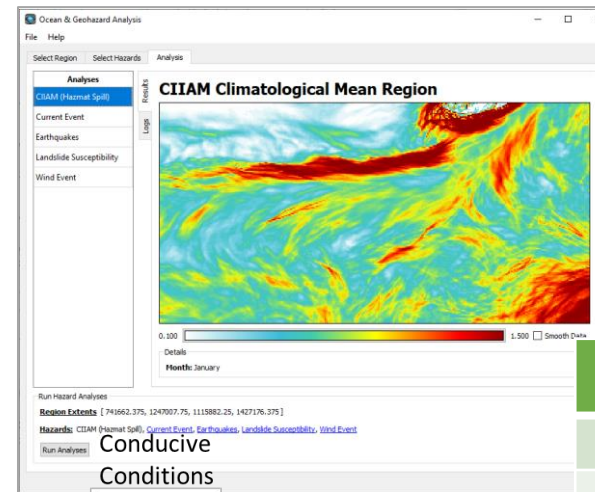 Ocean & Geohazard Analysis
File Help
Select Region Select Hazards Analysis
Analyses
CIIAM (Hazmat Spill)
Current Event
Earthquakes
Landslide Susceptibility
Wind Event
Results
Logs
CIIAM Climatological Mean Region
0.100
1.500 Smooth Data
Details
Month: January
Run Hazard Analyses
Region Extents [ 741662.375, 1247007.75, 1115882.25, 1427176.375 ]
Hazards: CIIAM (Hazmat Spill), Current Event, Earthquakes, Landslide Susceptibility, Wind Event
Run Analyses
Conducive
Conditions